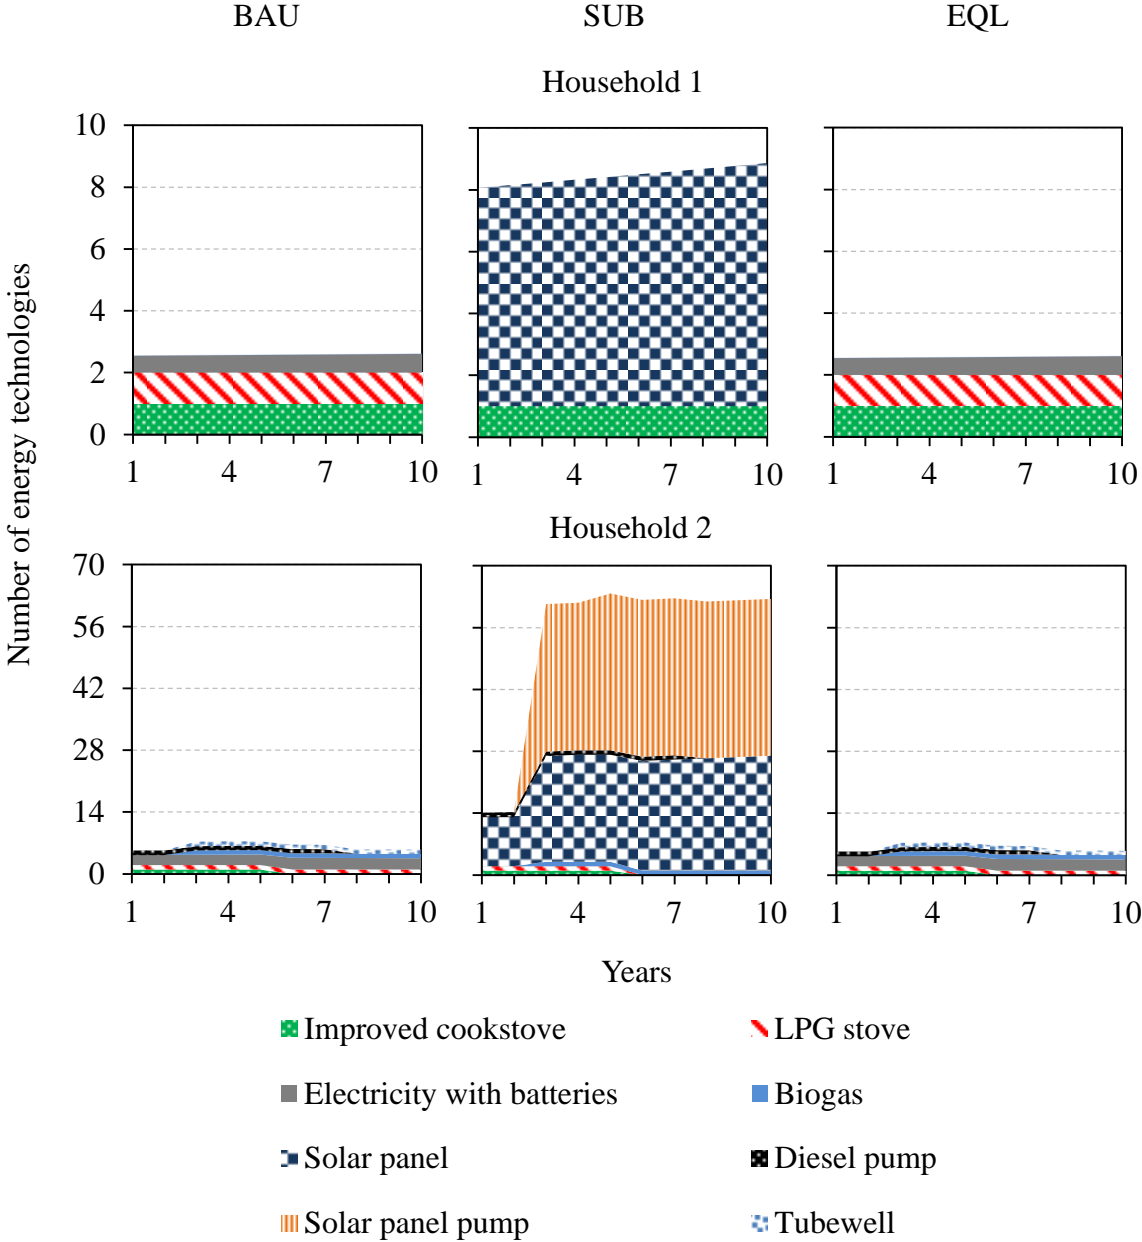 BAU SUB EQL
Household 1
Number of energy technologies
10
8
6
4
2
0
1 4 7 10 1 4 7 10 1 4 7 10
Household 2
70
56
42
28
14
0
1 4 7 10 1 4 7 10 1 4 7 10
Years
Improved cookstove LPG stove
Electricity with batteries Biogas
Solar panel Diesel pump
Solar panel pump Tubewell